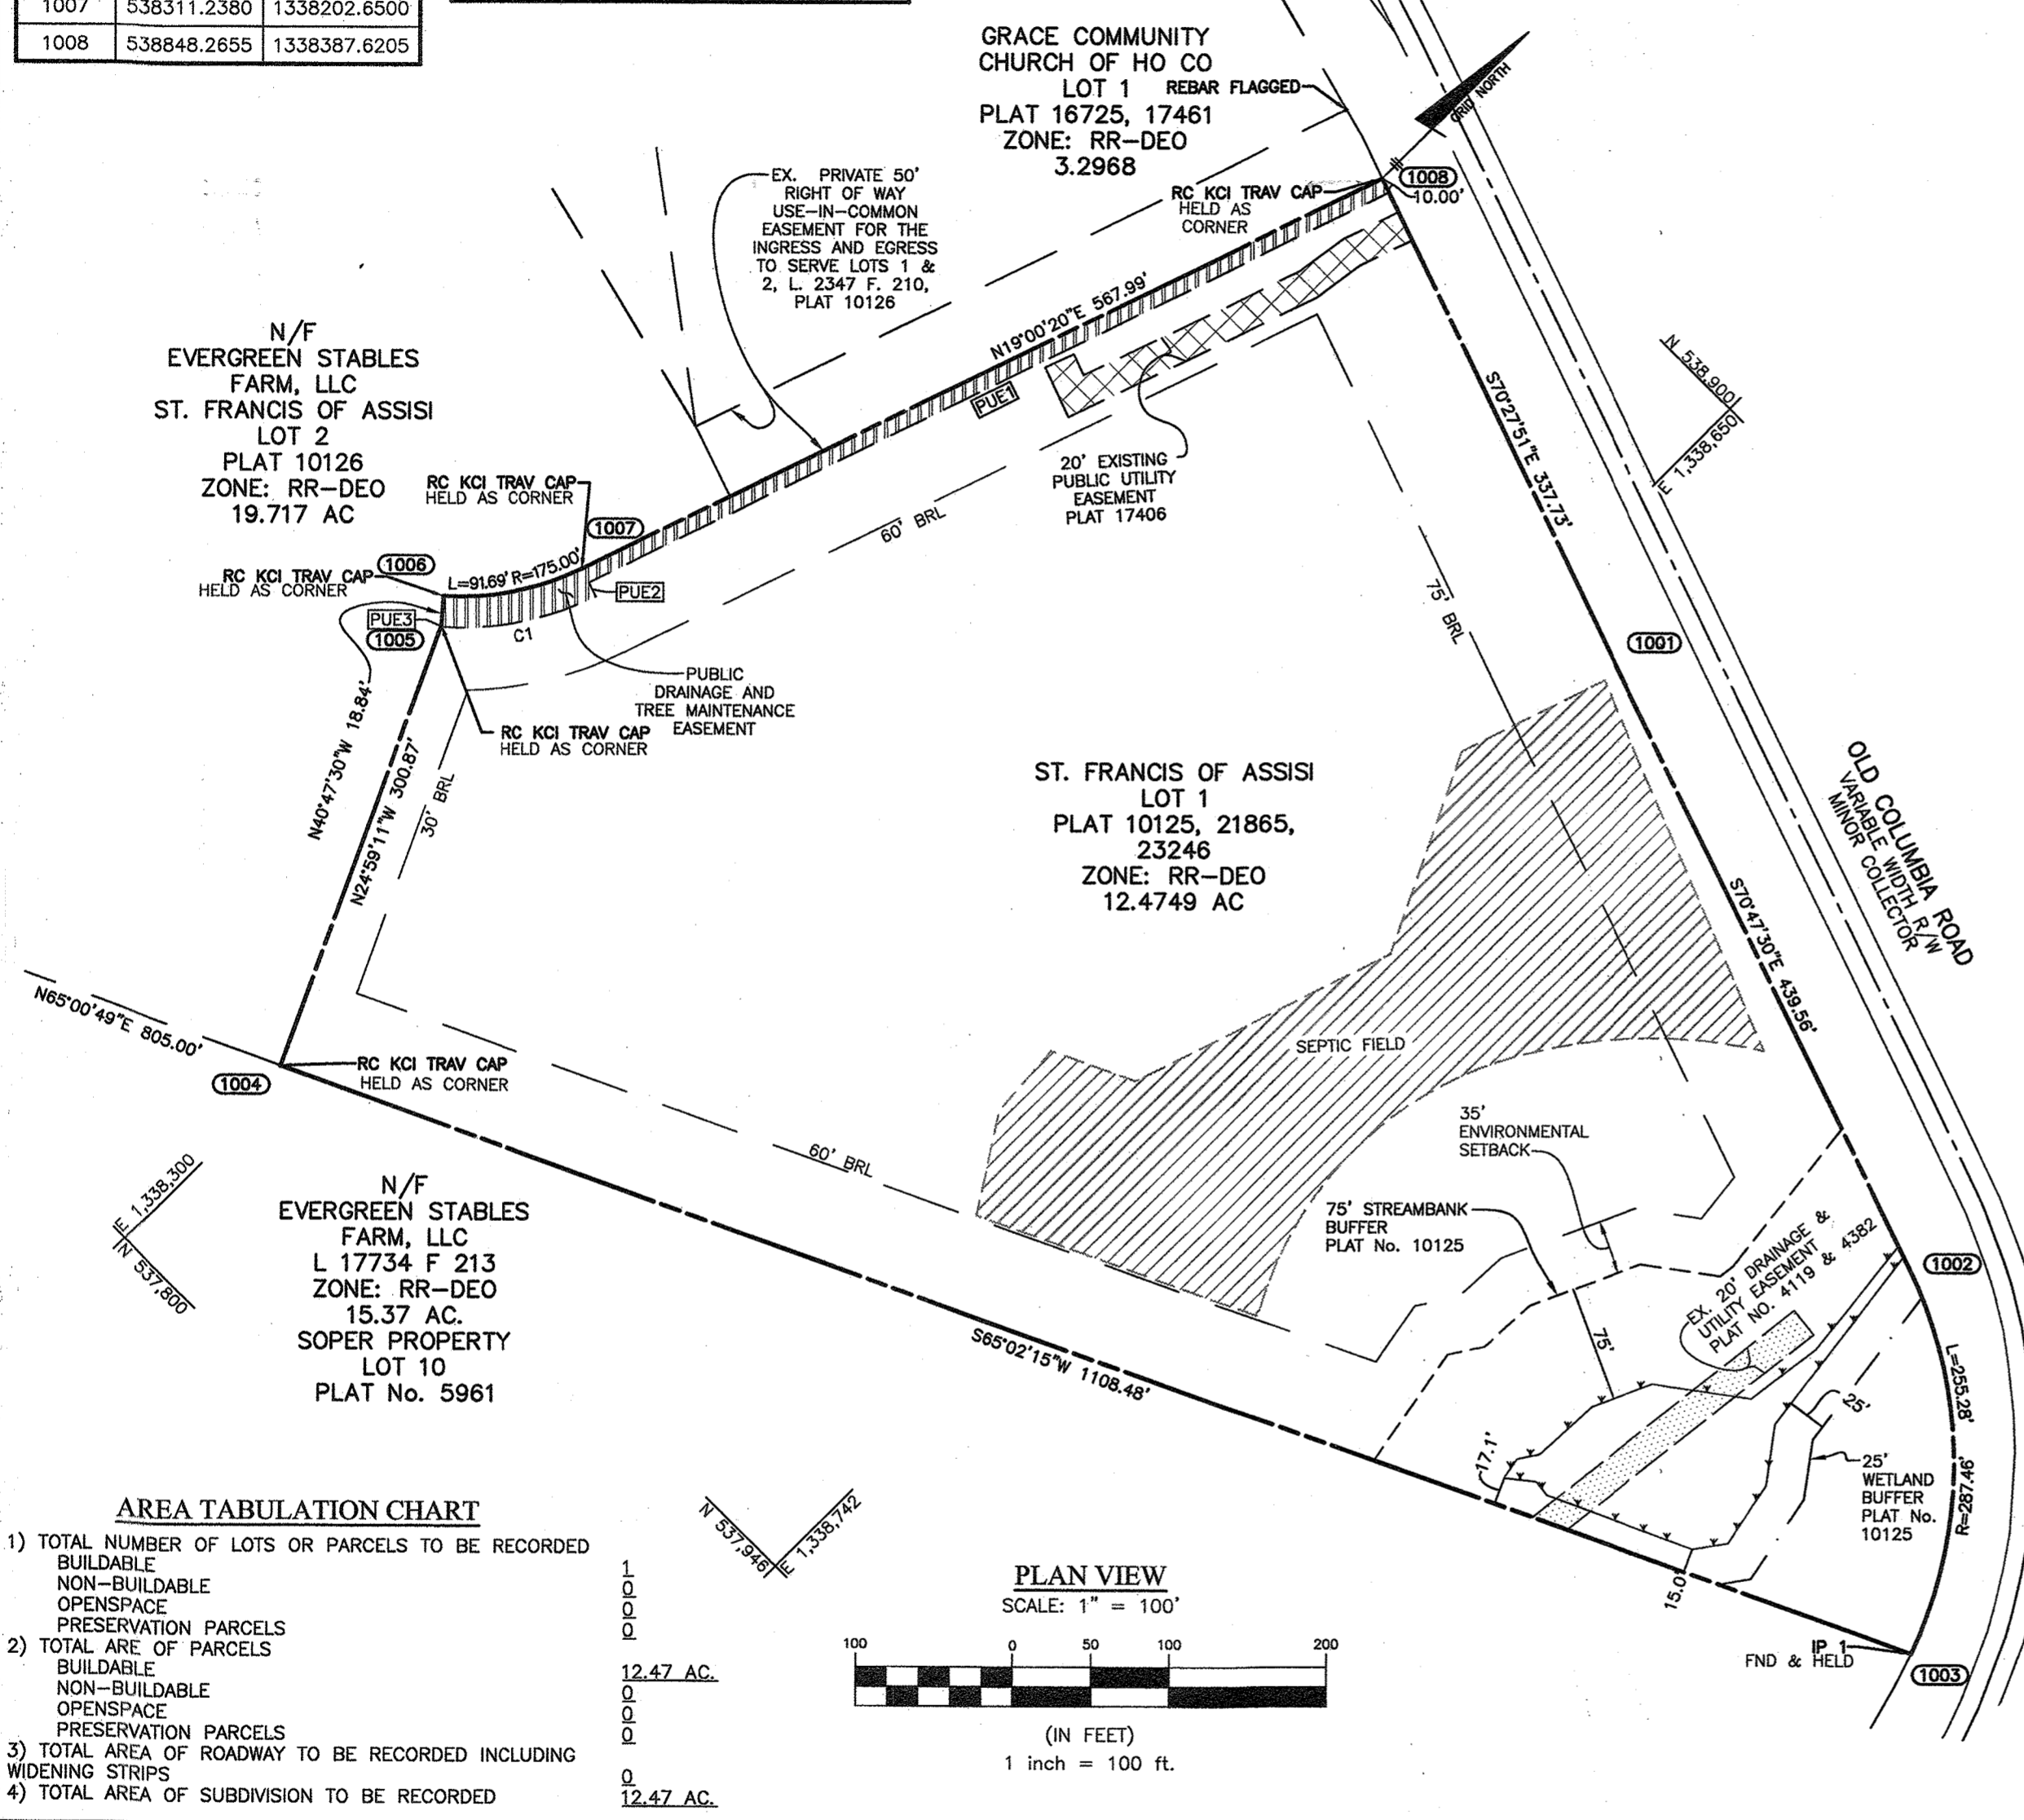 1007 538311.2380 1338202.6500
1008 538848.2655 1338387.6205
GRACE COMMUNITY
CHURCH OF HO CO
LOT 1
PLAT 16725, 17461
ZONE: RR-DEO
3.2968
REBAR FLAGGED
GRID NORTH
1008
10.00'
RC KCI TRAV CAP
HELD AS
CORNER
EX. PRIVATE 50'
RIGHT OF WAY
USE-IN-COMMON
EASEMENT FOR THE
INGRESS AND EGRESS
TO SERVE LOTS 1 &
2, L. 2347 F. 210,
PLAT 10126
N19°00'20"E 567.99'
PUE1
N/F
EVERGREEN STABLES
FARM, LLC
ST. FRANCIS OF ASSISI
LOT 2
PLAT 10126
ZONE: RR-DEO
19.717 AC
N 538,900
E 1,338,650
S70°27'51"E 337.73'
20' EXISTING
PUBLIC UTILITY
EASEMENT
PLAT 17406
60' BRL
RC KCI TRAV CAP
HELD AS CORNER
1007
1006
RC KCI TRAV CAP
HELD AS CORNER
L=91.69' R=175.00'
PUE2
PUE3
1005
C1
75' BRL
1001
PUBLIC
DRAINAGE AND
TREE MAINTENANCE
EASEMENT
RC KCI TRAV CAP
HELD AS CORNER
N40°47'30"W 18.84'
N24°59'11"W 300.87'
30' BRL
ST. FRANCIS OF ASSISI
LOT 1
PLAT 10125, 21865,
23246
ZONE: RR-DEO
12.4749 AC
OLD COLUMBIA ROAD
VARIABLE WIDTH R/W
MINOR COLLECTOR
S70°47'30"E 439.56'
N65°00'49"E 805.00'
RC KCI TRAV CAP
HELD AS CORNER
1004
SEPTIC FIELD
60' BRL
35'
ENVIRONMENTAL
SETBACK
75' STREAMBANK
BUFFER
PLAT No. 10125
EX. 20' DRAINAGE &
UTILITY EASEMENT
PLAT NO. 4119 & 4382
1002
E 1,338,300
N 537,800
N/F
EVERGREEN STABLES
FARM, LLC
L 17734 F 213
ZONE: RR-DEO
15.37 AC.
SOPER PROPERTY
LOT 10
PLAT No. 5961
S65°02'15"W 1108.48'
75'
L=255.28'
R=287.46'
25'
17.1'
25'
WETLAND
BUFFER
PLAT No.
10125
15.0'
IP 1
FND & HELD
1003
N 537,946
E 1,338,742
AREA TABULATION CHART
1) TOTAL NUMBER OF LOTS OR PARCELS TO BE RECORDED
BUILDABLE 1
NON-BUILDABLE 0
OPENSPACE 0
PRESERVATION PARCELS 0
2) TOTAL ARE OF PARCELS
BUILDABLE 12.47 AC.
NON-BUILDABLE 0
OPENSPACE 0
PRESERVATION PARCELS 0
3) TOTAL AREA OF ROADWAY TO BE RECORDED INCLUDING
WIDENING STRIPS 0
4) TOTAL AREA OF SUBDIVISION TO BE RECORDED 12.47 AC.
PLAN VIEW
SCALE: 1" = 100'
100 0 50 100 200
(IN FEET)
1 inch = 100 ft.